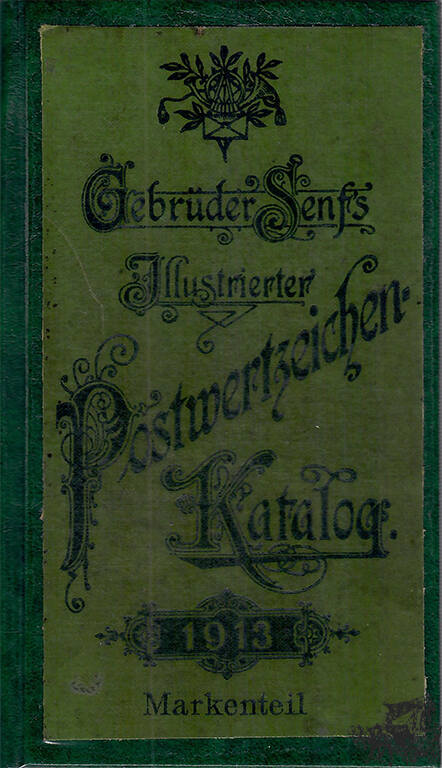 Gebrüder Senf's
Illustrierter
Postwertzeichen-
Katalog.
1913
Markenteil